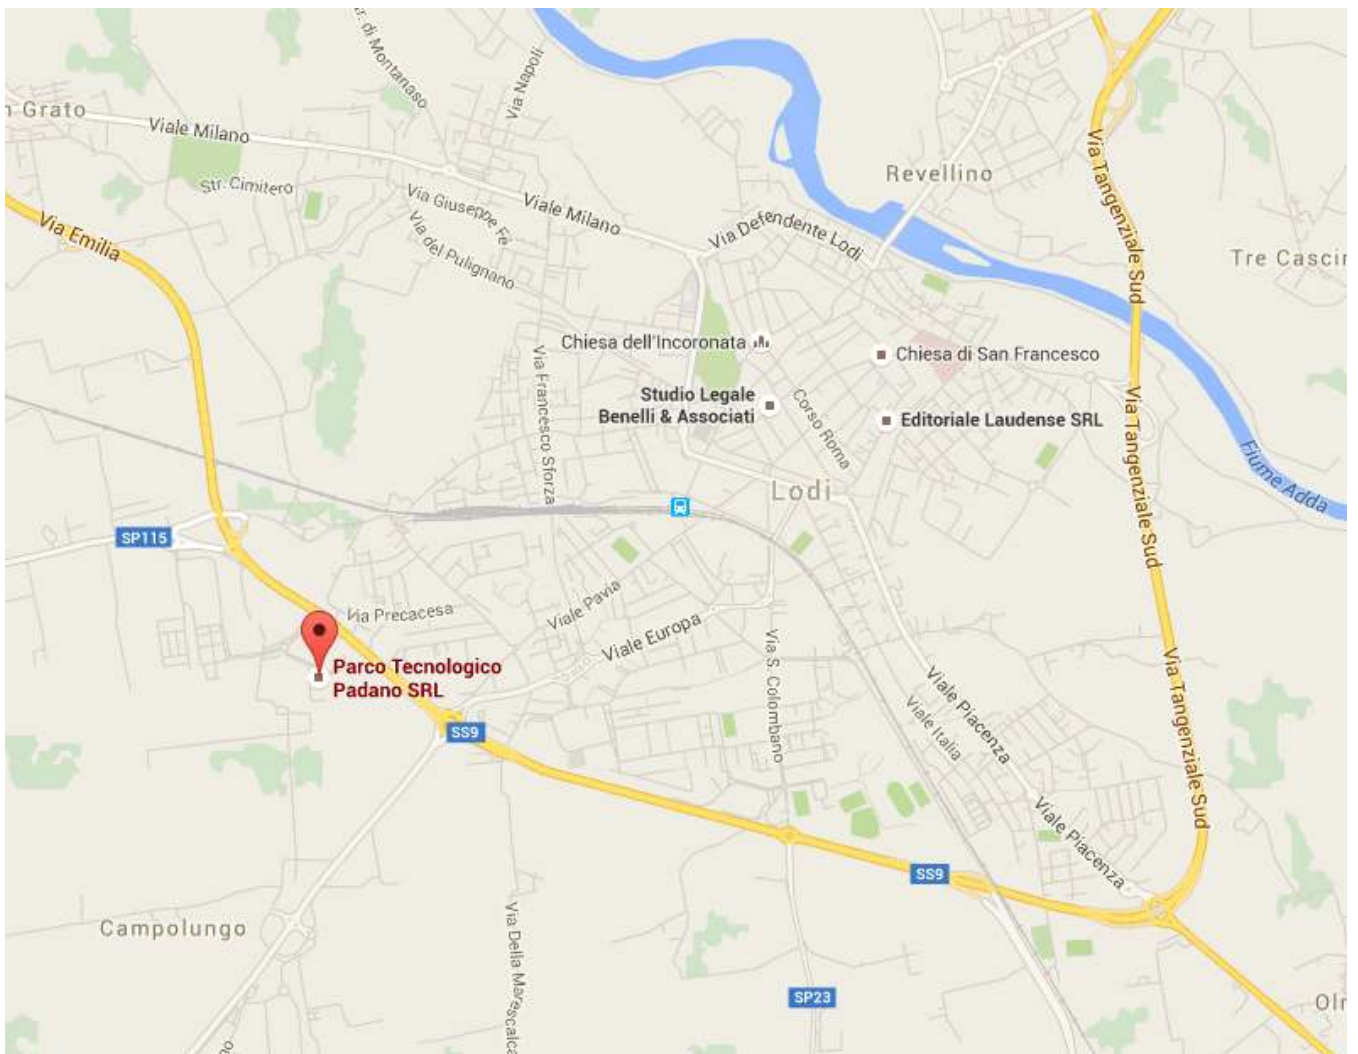 Str. di Montanaso
Via Napoli
n Grato
Viale Milano
Revellino
Via Tangenziale Sud
Str. Cimitero
Via Giuseppe Fè
Viale Milano
Via Emilia
Via del Pulignano
Via Defendente Lodi
Tre Cascin
Chiesa dell'Incoronata
Chiesa di San Francesco
Via Francesco Sforza
Studio Legale
Benelli & Associati
Corso Roma
Editoriale Laudense SRL
Via Tangenziale Sud
Fiume Adda
Lodi
SP115
Via Precacesa
Viale Pavia
Viale Europa
Parco Tecnologico
Padano SRL
Via S. Colombano
Viale Piacenza
Viale Italia
Via Tangenziale Sud
SS9
Viale Piacenza
SS9
Campolungo
Via Della Marescalca
SP23
Olr